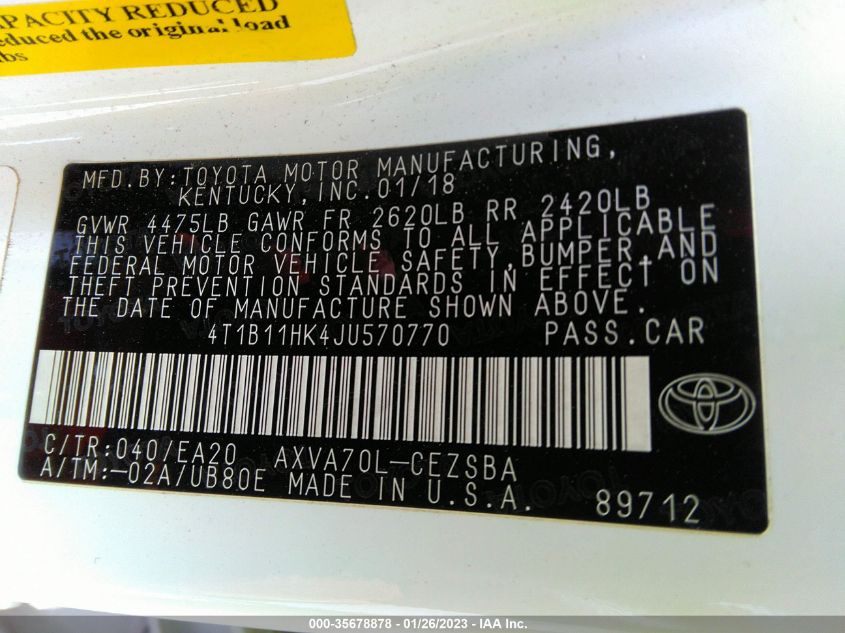 PACITY REDUCED
educed the original load
bs
MFD.BY:TOYOTA MOTOR MANUFACTURING,
KENTUCKY,INC.01/18
GVWR 4475LB GAWR FR 2620LB RR 2420LB
THIS VEHICLE CONFORMS TO ALL APPLICABLE
FEDERAL MOTOR VEHICLE SAFETY,BUMPER,AND
THEFT PREVENTION STANDARDS IN EFFECT ON
THE DATE OF MANUFACTURE SHOWN ABOVE.
4T1B11HK4JU570770 PASS.CAR
C/TR:040/EA20 AXVA70L-CEZSBA
A/TM:-02A/UB80E MADE IN U.S.A. 89712
000-35678878 - 01/26/2023 - IAA Inc.